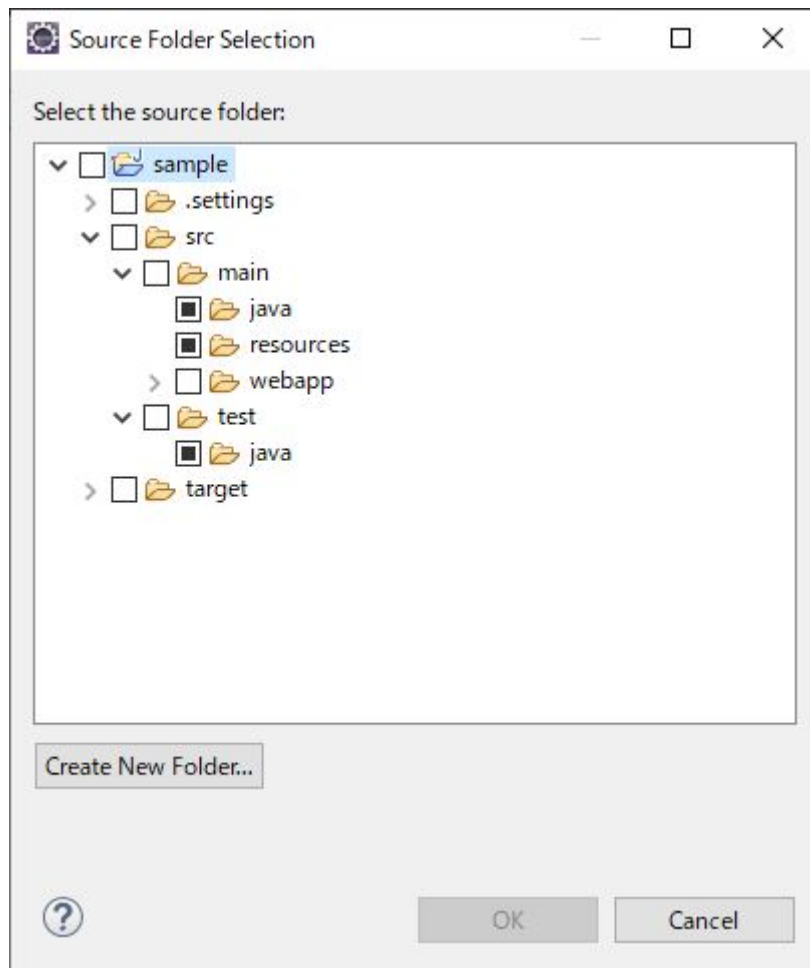 Source Folder Selection
Select the source folder:
sample
.settings
src
main
java
resources
webapp
test
java
target
Create New Folder...
?
OK
Cancel